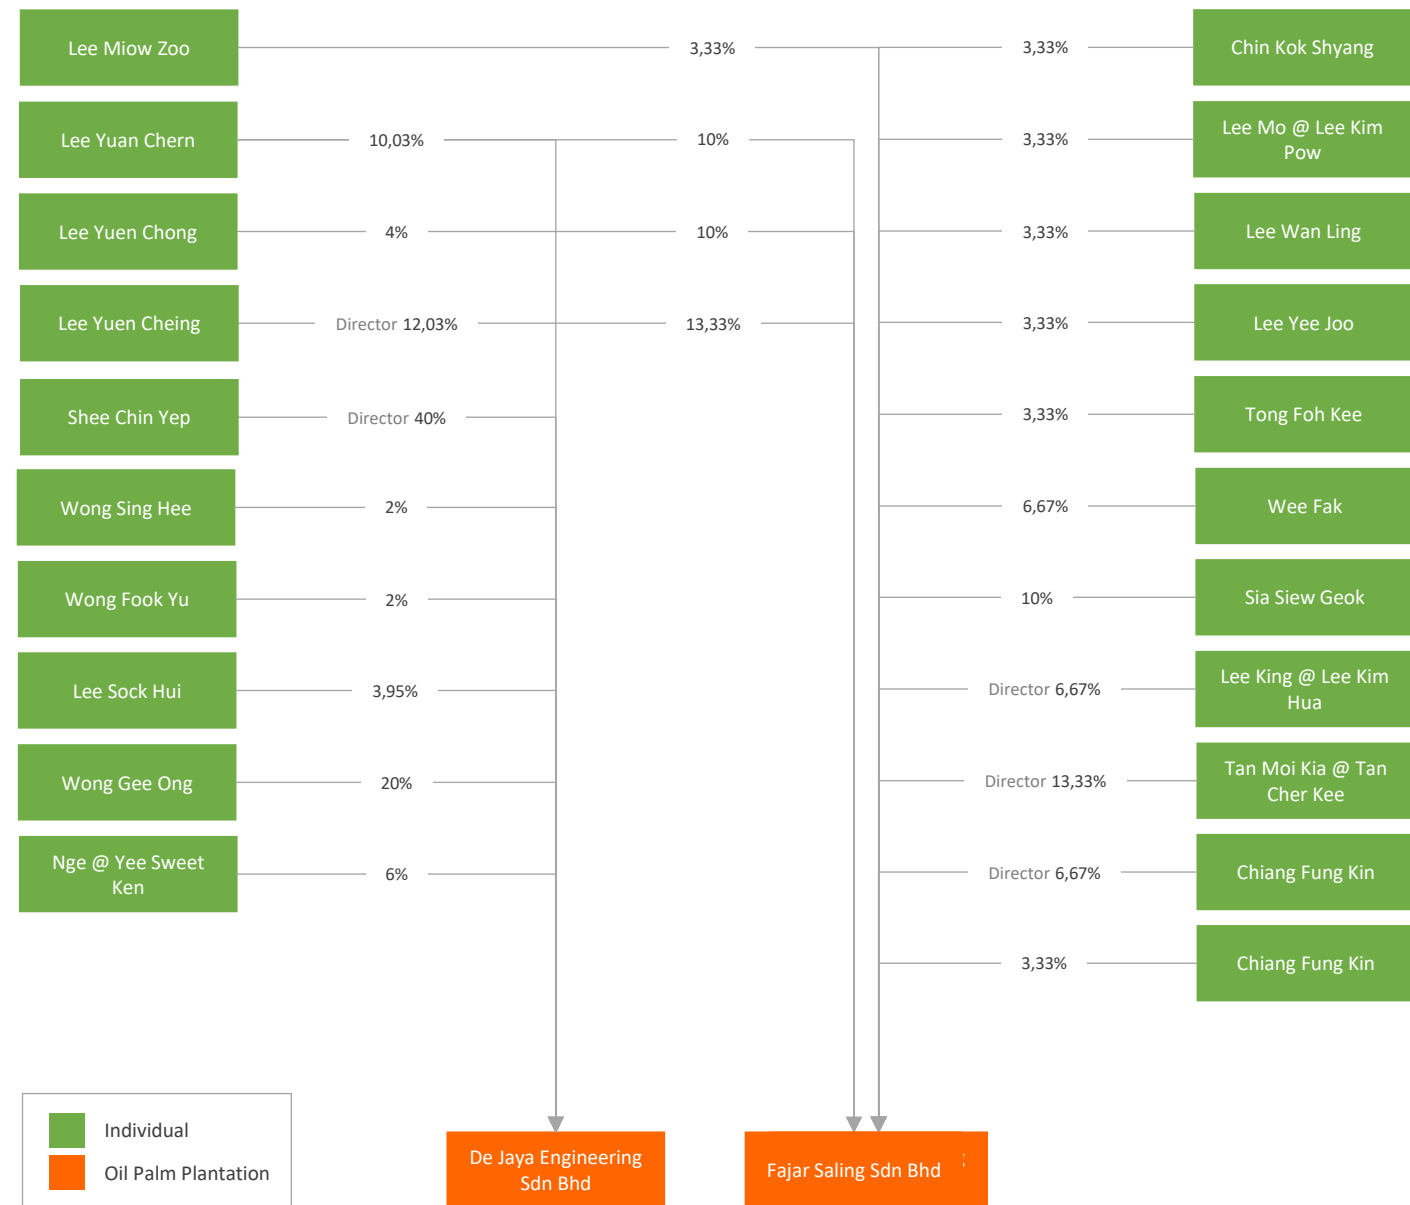 Lee Miow Zoo
3,33%
3,33%
Chin Kok Shyang
Lee Yuan Chern
10,03%
10%
3,33%
Lee Mo @ Lee Kim
Pow
Lee Yuen Chong
4%
10%
3,33%
Lee Wan Ling
Lee Yuen Cheing
Director 12,03%
13,33%
3,33%
Lee Yee Joo
Shee Chin Yep
Director 40%
3,33%
Tong Foh Kee
Wong Sing Hee
2%
6,67%
Wee Fak
Wong Fook Yu
2%
10%
Sia Siew Geok
Lee Sock Hui
3,95%
Director 6,67%
Lee King @ Lee Kim
Hua
Wong Gee Ong
20%
Director 13,33%
Tan Moi Kia @ Tan
Cher Kee
Nge @ Yee Sweet
Ken
6%
Director 6,67%
Chiang Fung Kin
3,33%
Chiang Fung Kin
Individual
Oil Palm Plantation
De Jaya Engineering
Sdn Bhd
Fajar Saling Sdn Bhd